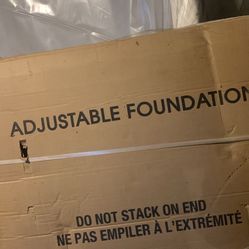 ADJUSTABLE FOUNDATION
DO NOT STACK ON END
NE PAS EMPILER À L'EXTRÉMITÉ